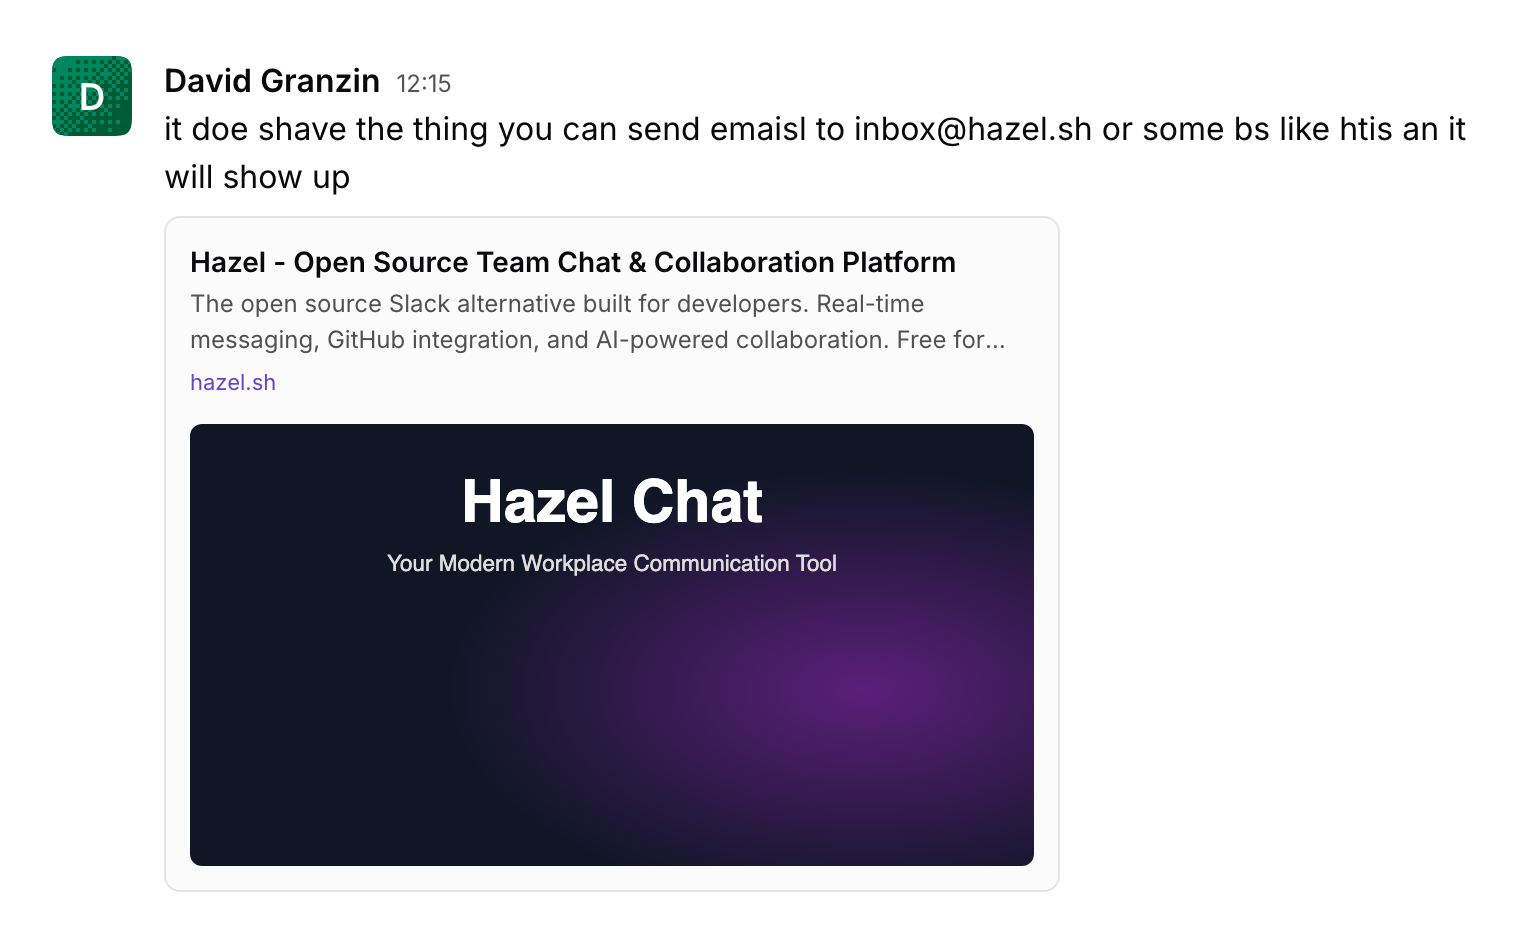 D
David Granzin 12:15
it doe shave the thing you can send emaisl to inbox@hazel.sh or some bs like htis an it
will show up
Hazel - Open Source Team Chat & Collaboration Platform
The open source Slack alternative built for developers. Real-time
messaging, GitHub integration, and AI-powered collaboration. Free for...
hazel.sh
Hazel Chat
Your Modern Workplace Communication Tool